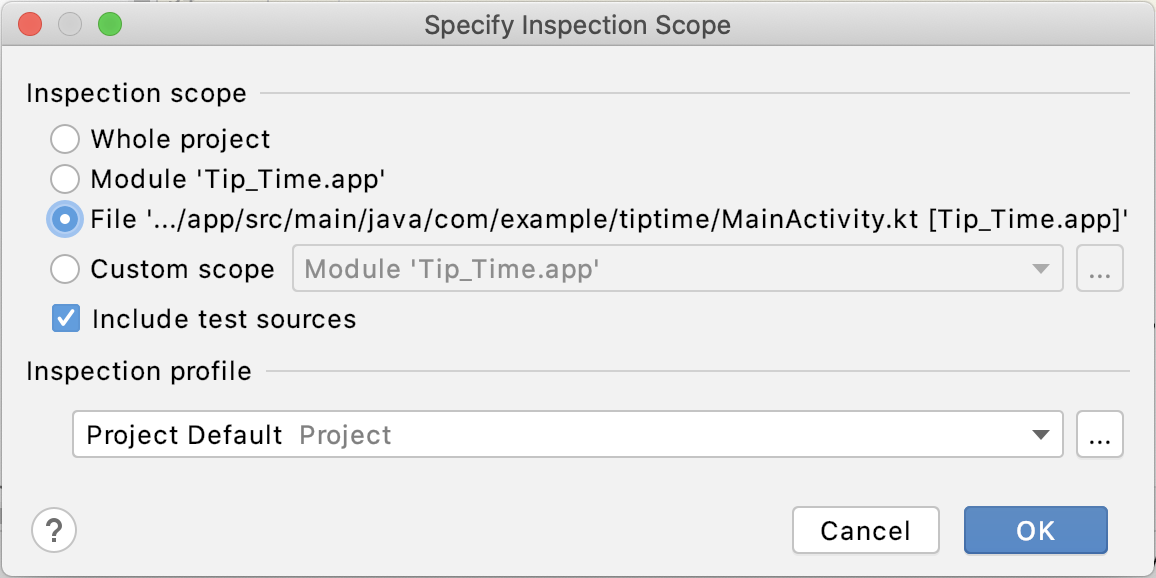 Specify Inspection Scope
Inspection scope
Whole project
Module 'Tip_Time.app'
File '.../app/src/main/java/com/example/tiptime/MainActivity.kt [Tip_Time.app]'
Custom scope Module 'Tip_Time.app' ...
Include test sources
Inspection profile
Project Default Project ...
? Cancel OK